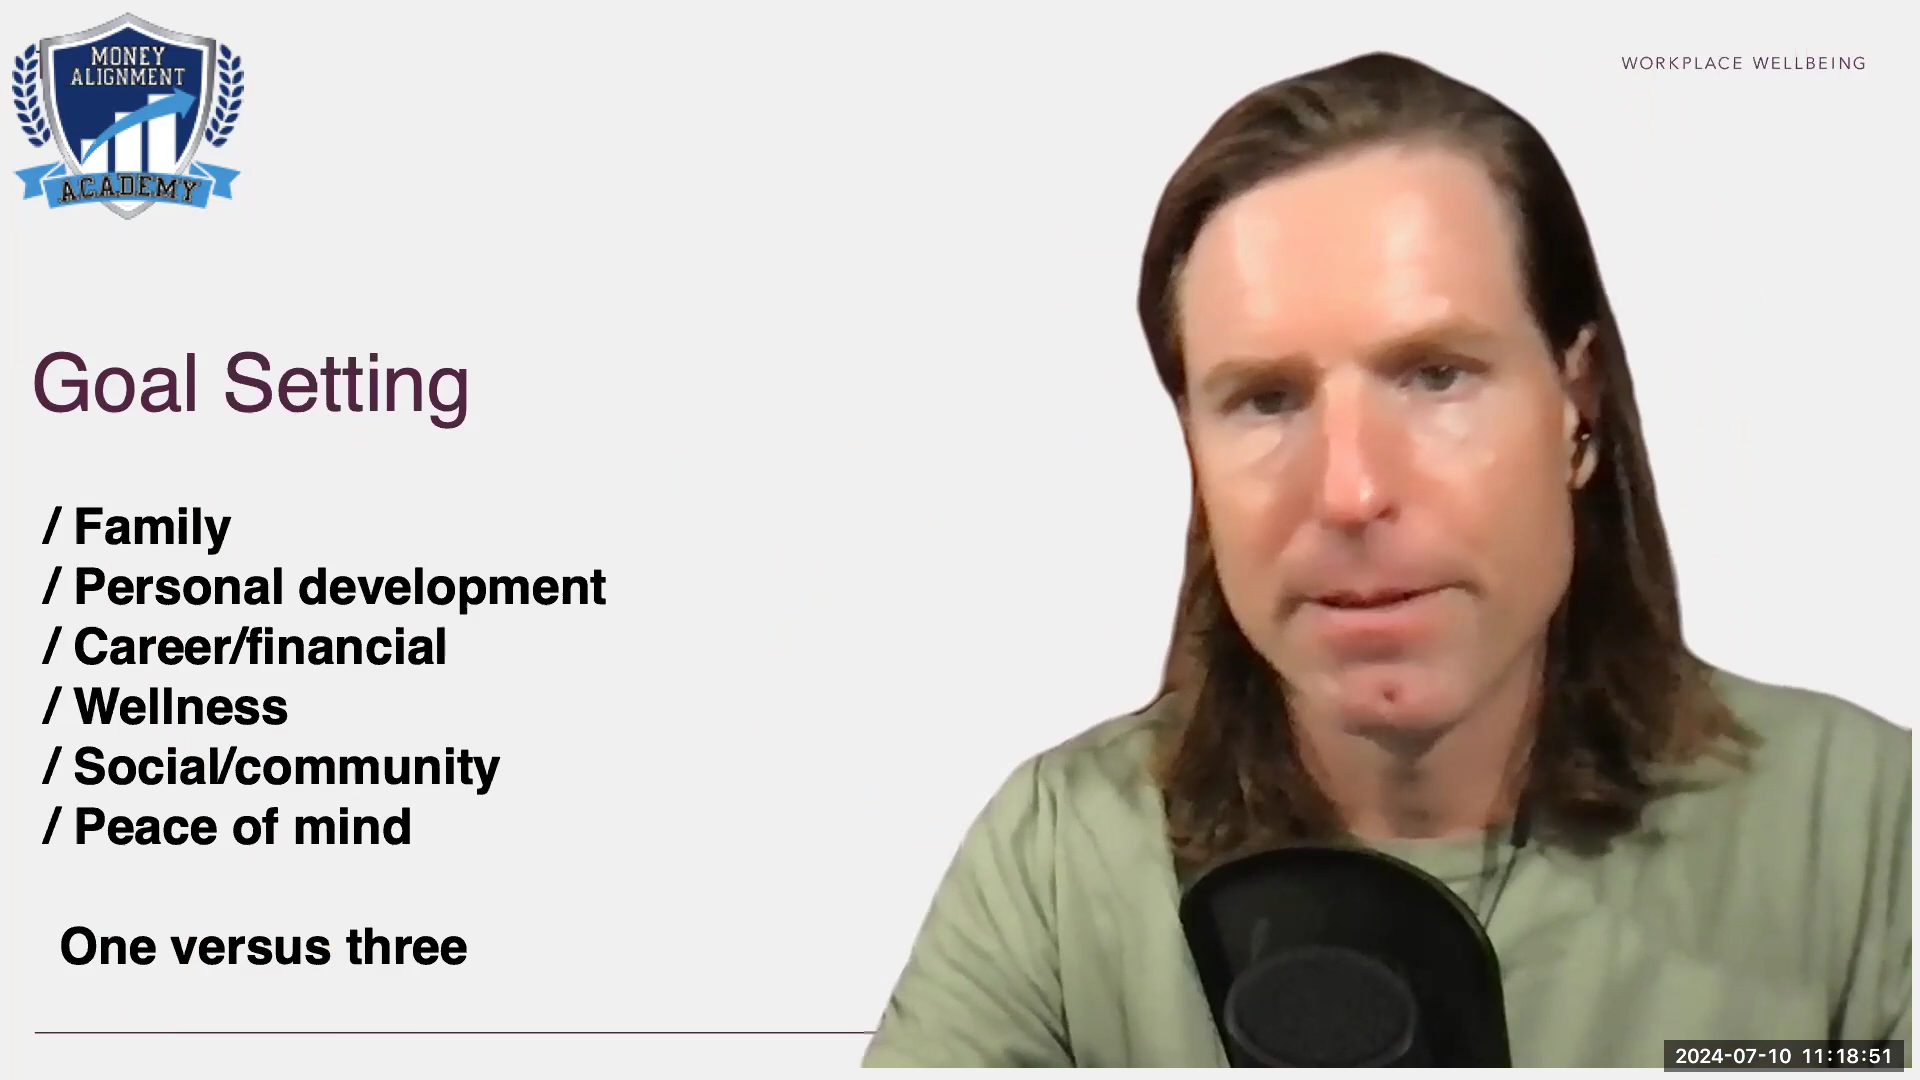 MONEY
ALIGNMENT
ACADEMY
WORKPLACE WELLBEING
Goal Setting
/ Family
/ Personal development
/ Career/financial
/ Wellness
/ Social/community
/ Peace of mind
One versus three
2024-07-10 11:18:51